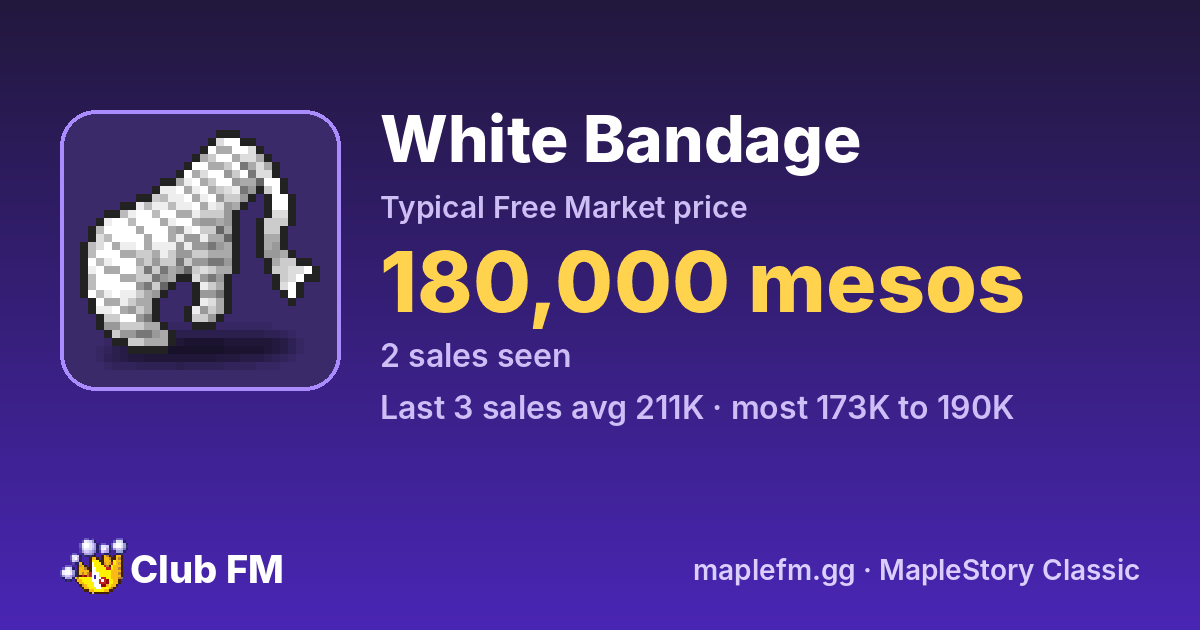 White Bandage
Typical Free Market price
180,000 mesos
2 sales seen
Last 3 sales avg 211K · most 173K to 190K
Club FM
maplefm.gg · MapleStory Classic